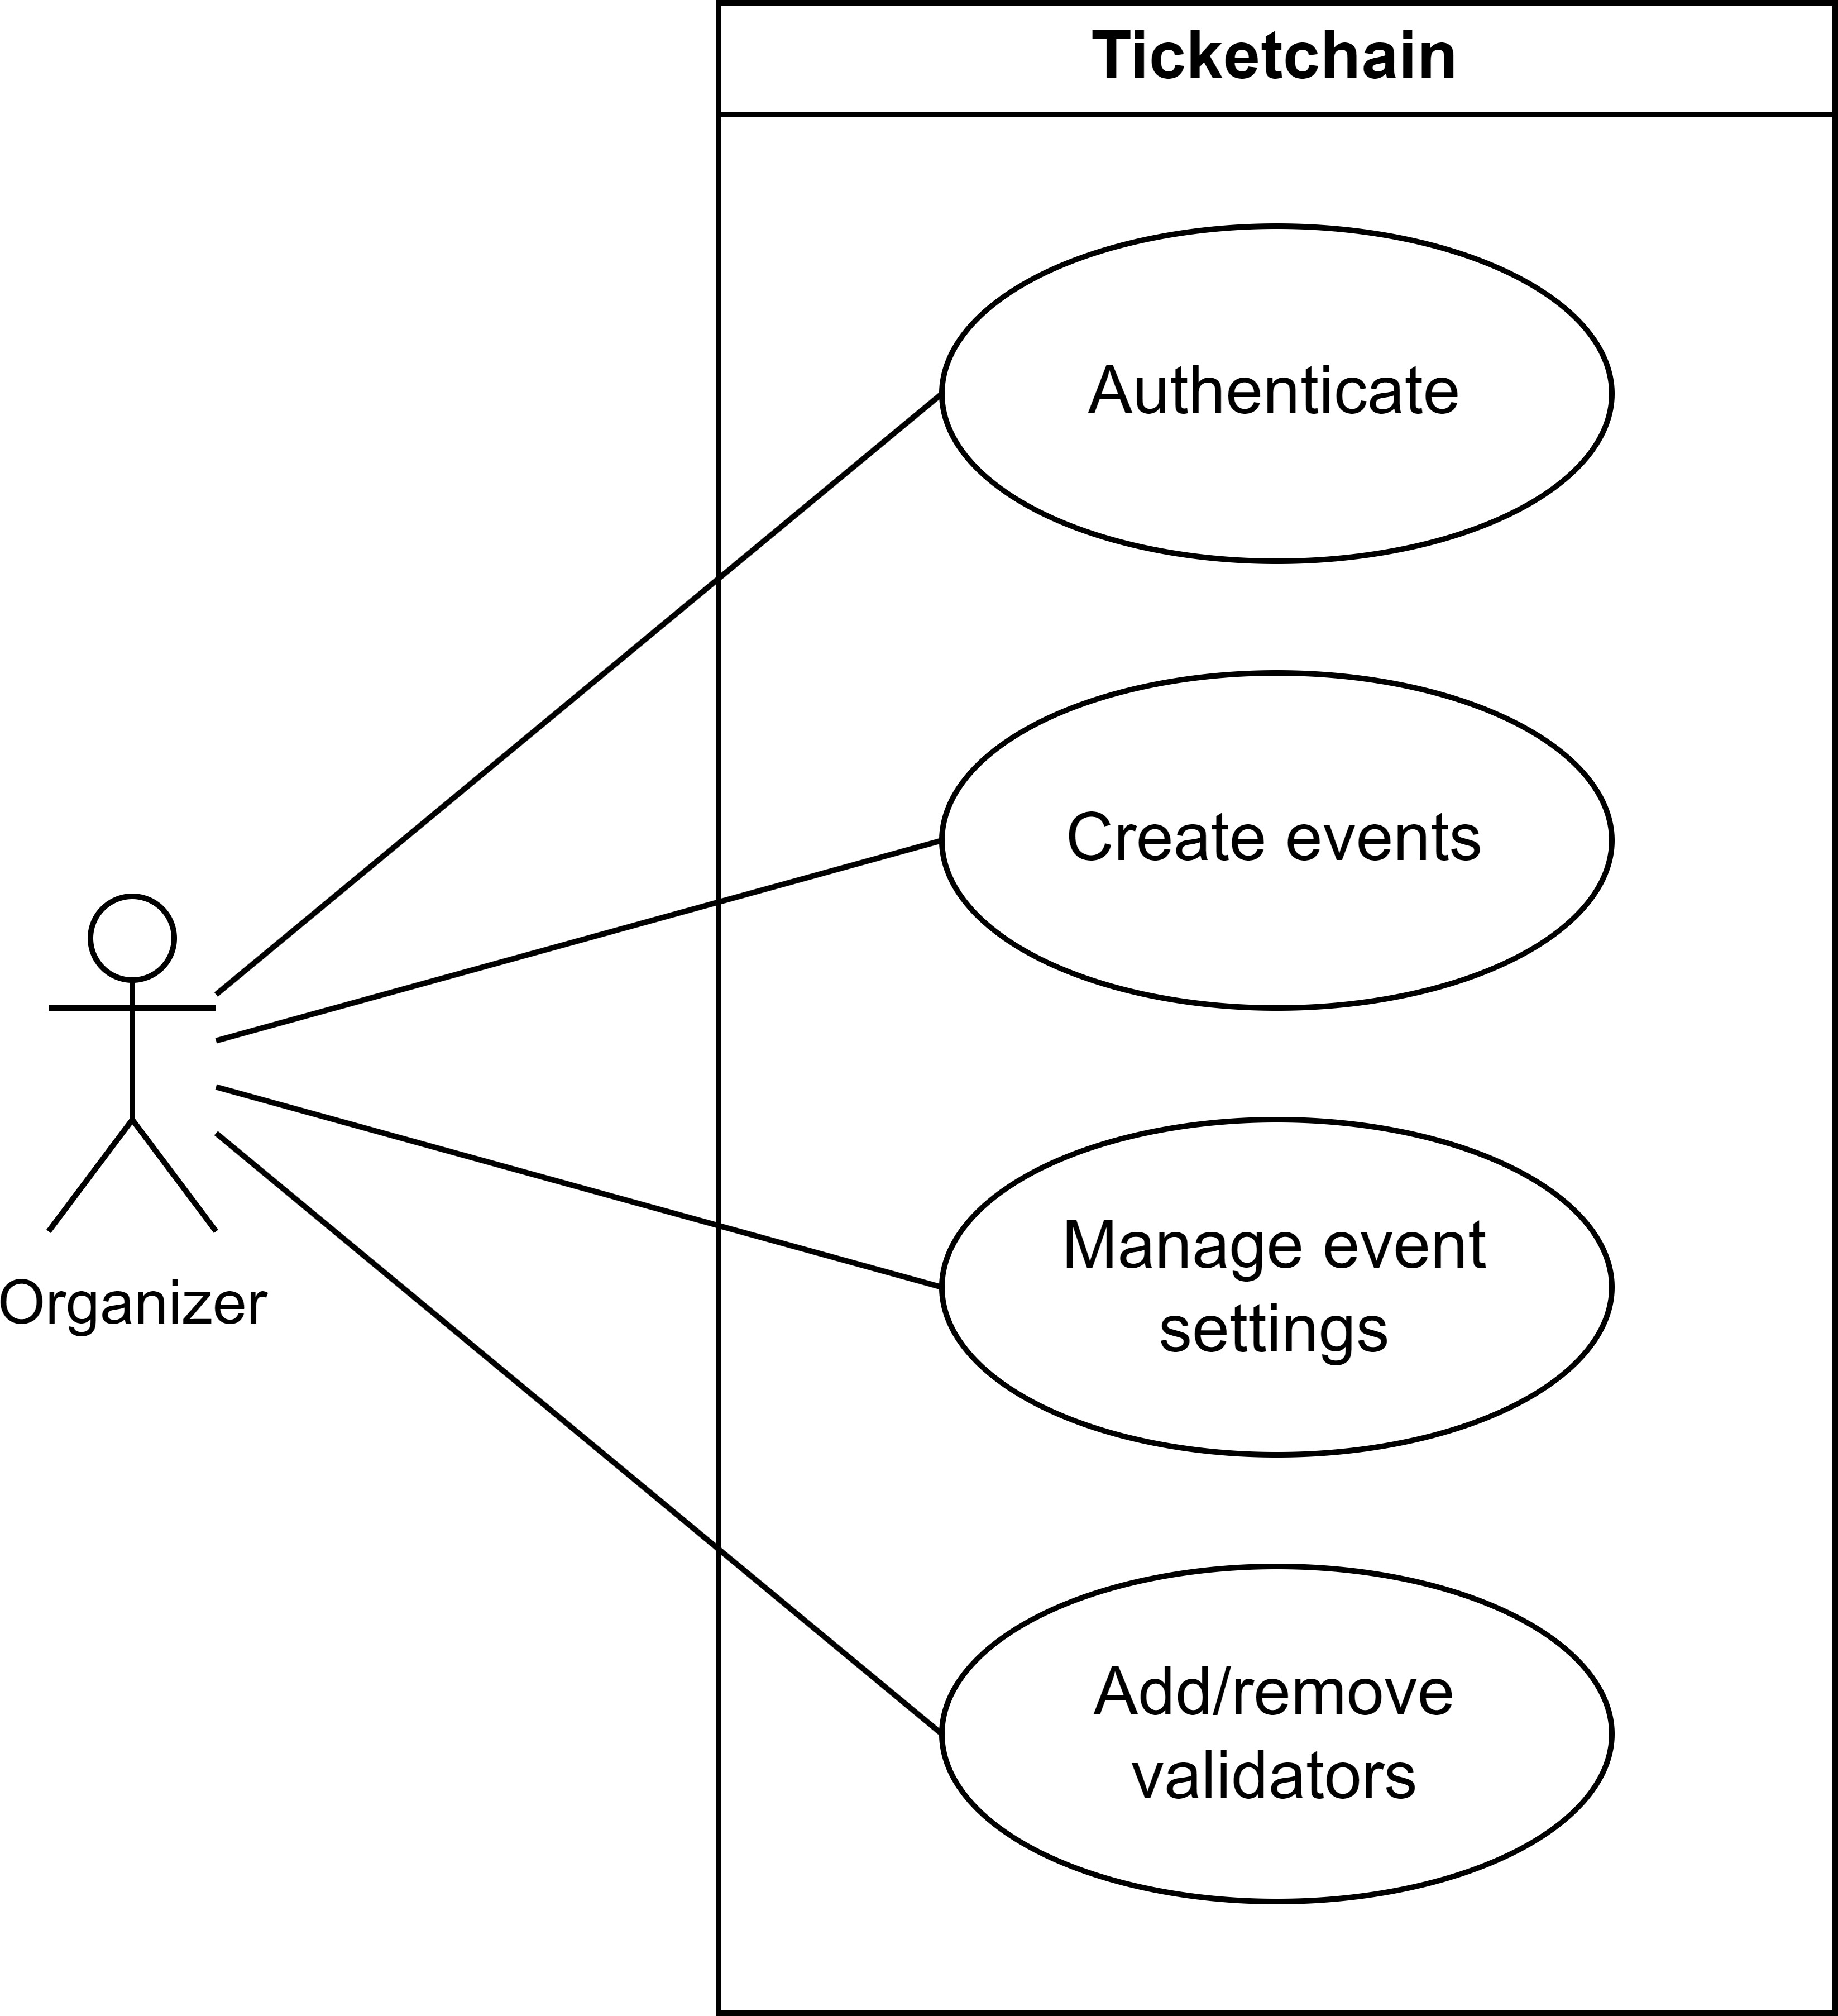 Ticketchain
Authenticate
Create events
Manage event
settings
Organizer
Add/remove
validators